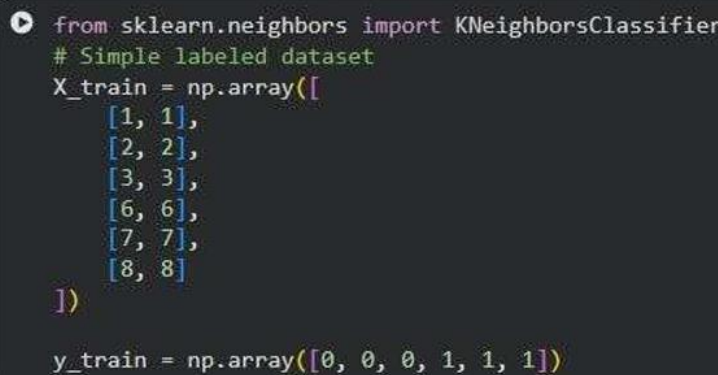 from sklearn.neighbors import KNeighborsClassifier
# Simple labeled dataset
X_train = np.array([
    [1, 1],
    [2, 2],
    [3, 3],
    [6, 6],
    [7, 7],
    [8, 8]
])
y_train = np.array([0, 0, 0, 1, 1, 1])